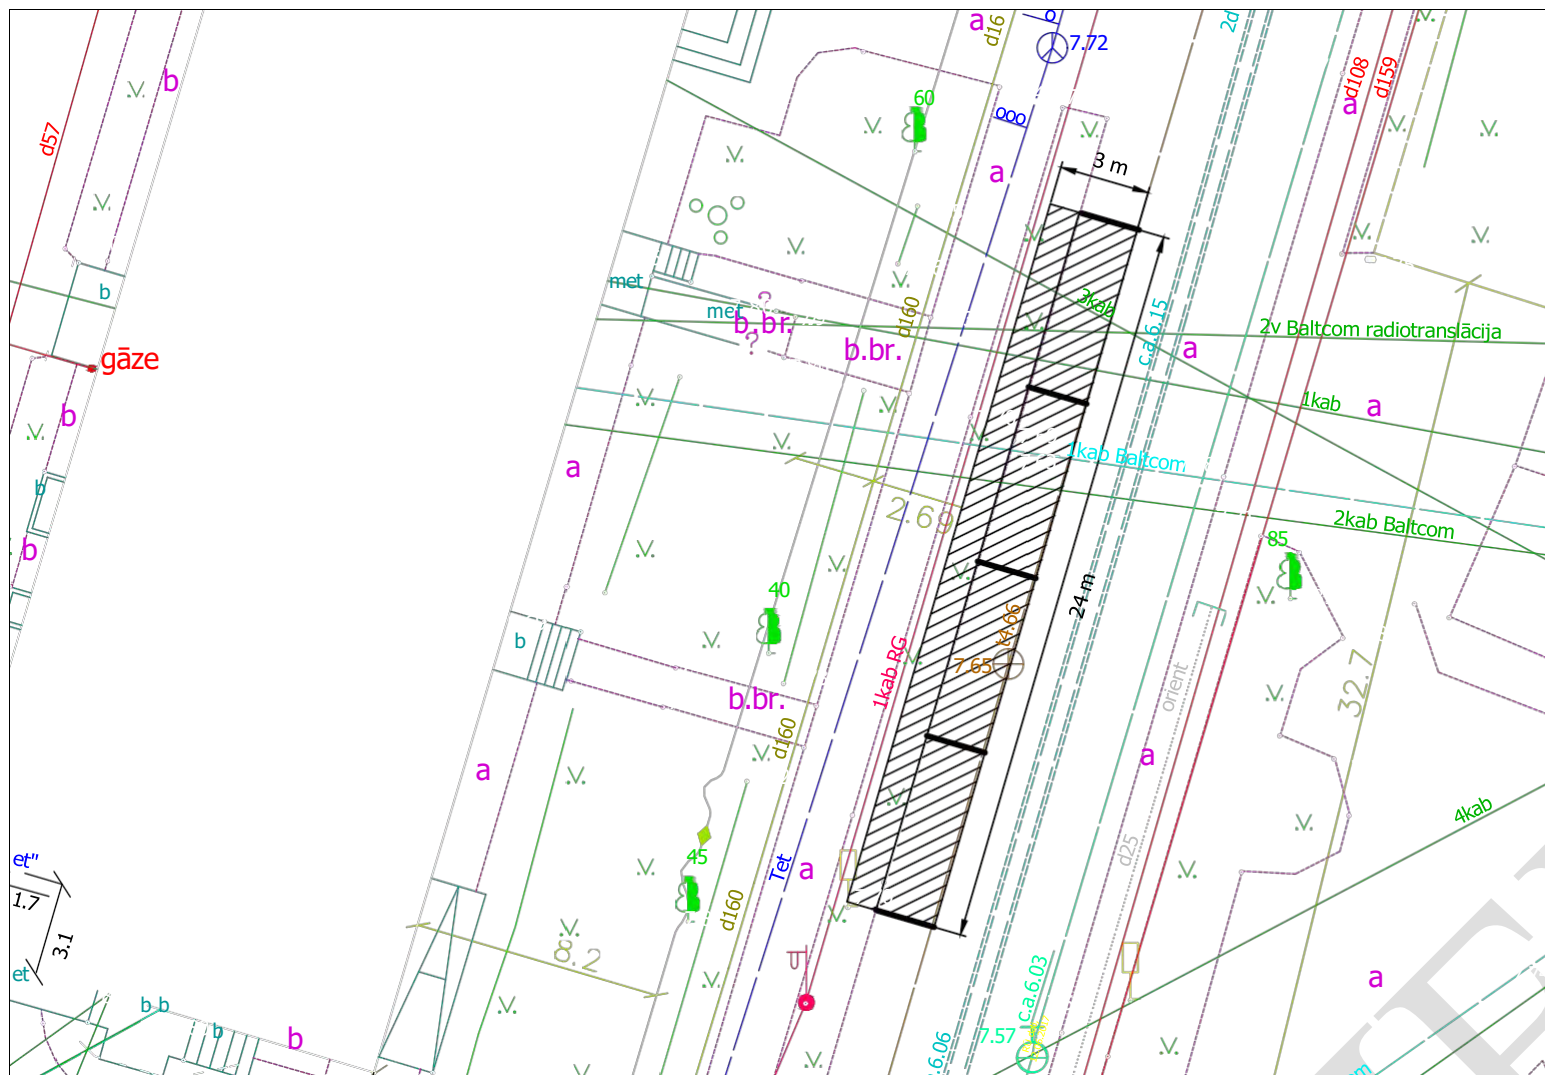 a
d16
o
7.72
2d
a
d108
d159
b
d57
60
ooo
a
3 m
b
met
met
?
b.br.
?
b.br.
d160
3kab
c.a.6.15
a
2v Baltcom radiotranslācija
gāze
b
1kab
a
a
1kab Baltcom
2kab Baltcom
b
b
2.69
85
40
24 m
t4.66
7.65
b
1kab RG
orient
32.7
b.br.
d160
a
a
4kab
et"
1.7
3.1
et
45
Tet
a
d25
d160
8.2
c.a.6.03
7.57
a
b b
b
b
.6.06
E